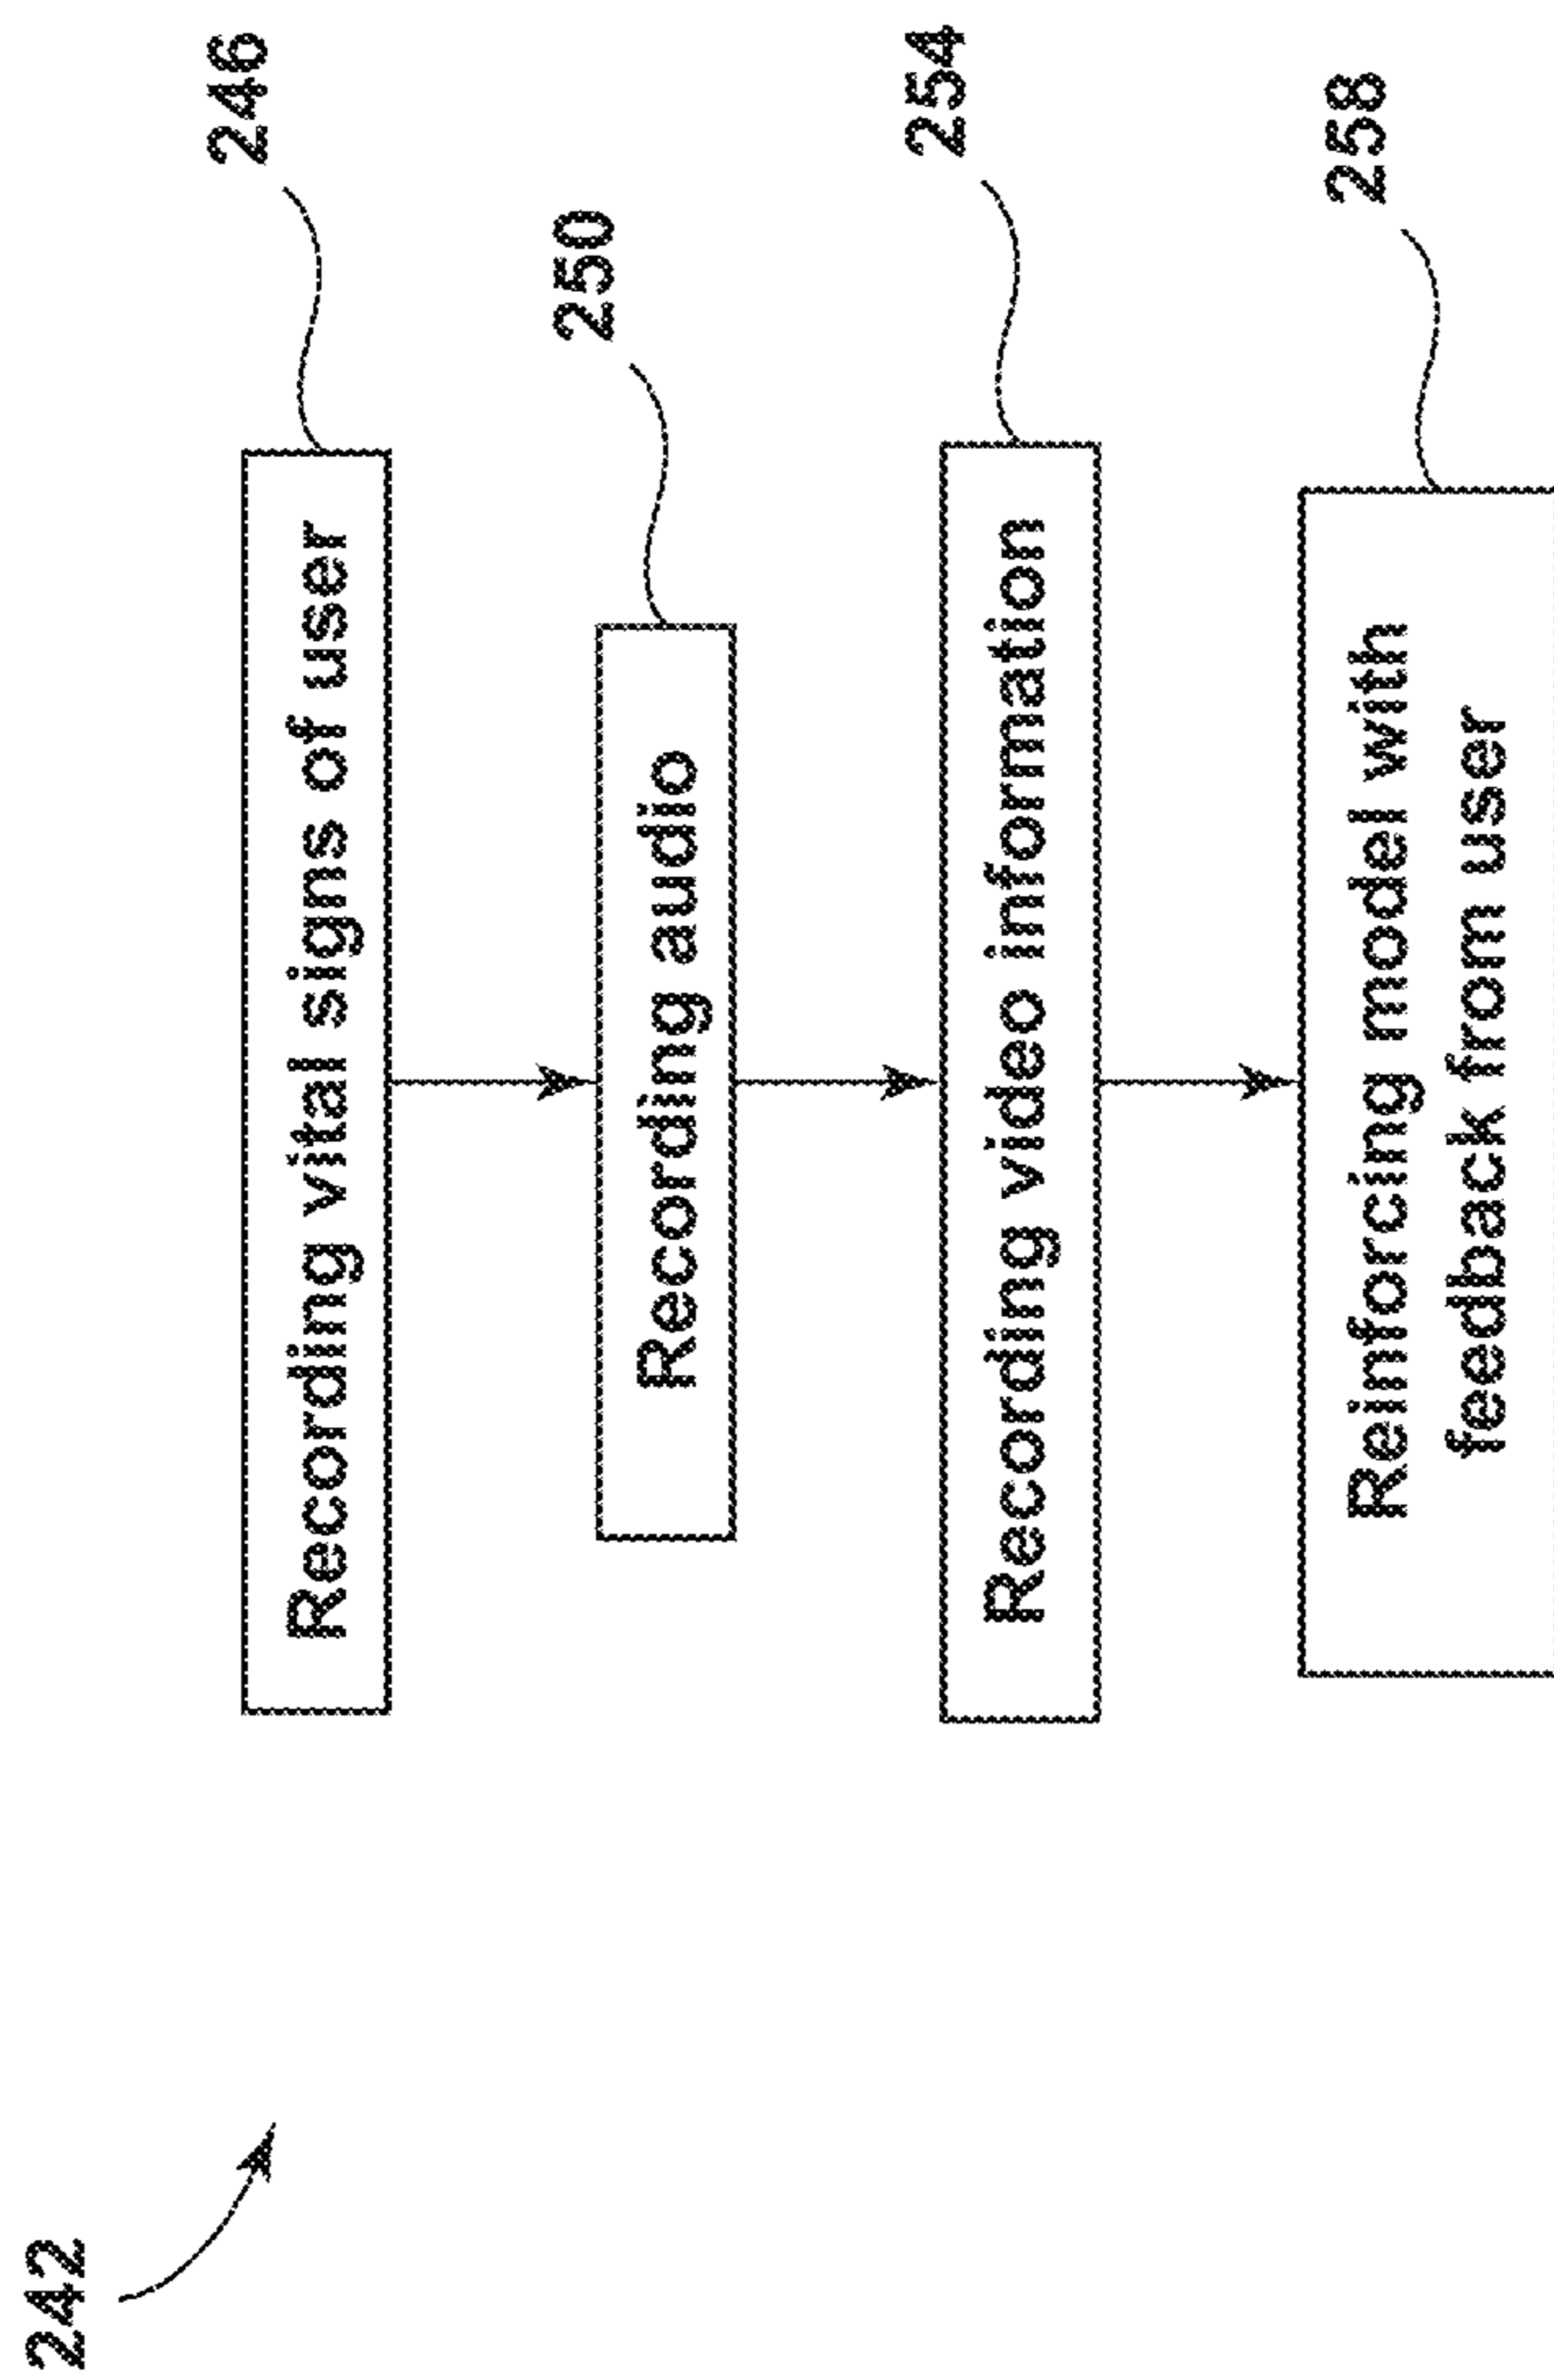 242
Recording vital signs of user
246
Recording audio
250
Recording video information
254
Reinforcing model with
feedback from user
258